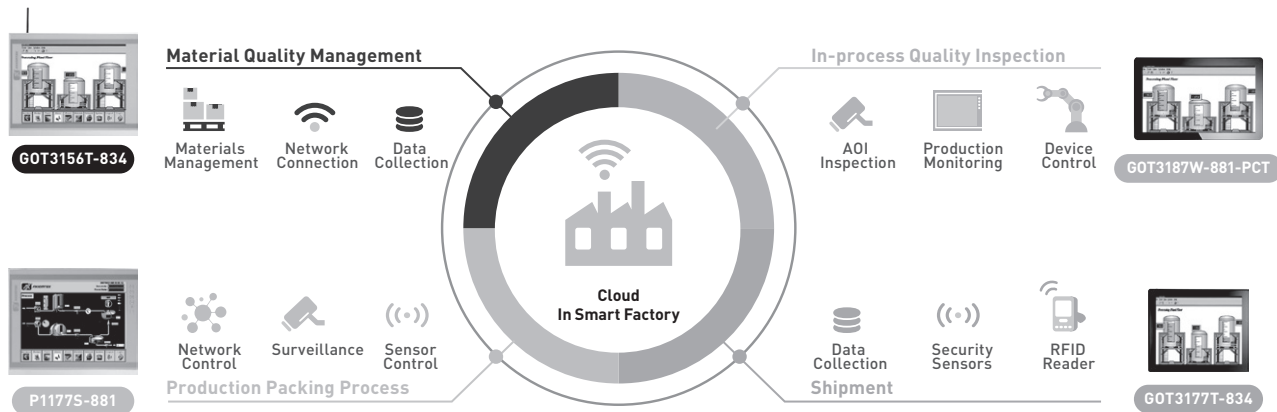 Material Quality Management
Materials
Management
Network
Connection
Data
Collection
GOT3156T-834
In-process Quality Inspection
AOI
Inspection
Production
Monitoring
Device
Control
GOT3187W-881-PCT
Cloud
In Smart Factory
Network
Control
Surveillance
Sensor
Control
Production Packing Process
P1177S-881
Data
Collection
Security
Sensors
RFID
Reader
Shipment
GOT3177T-834